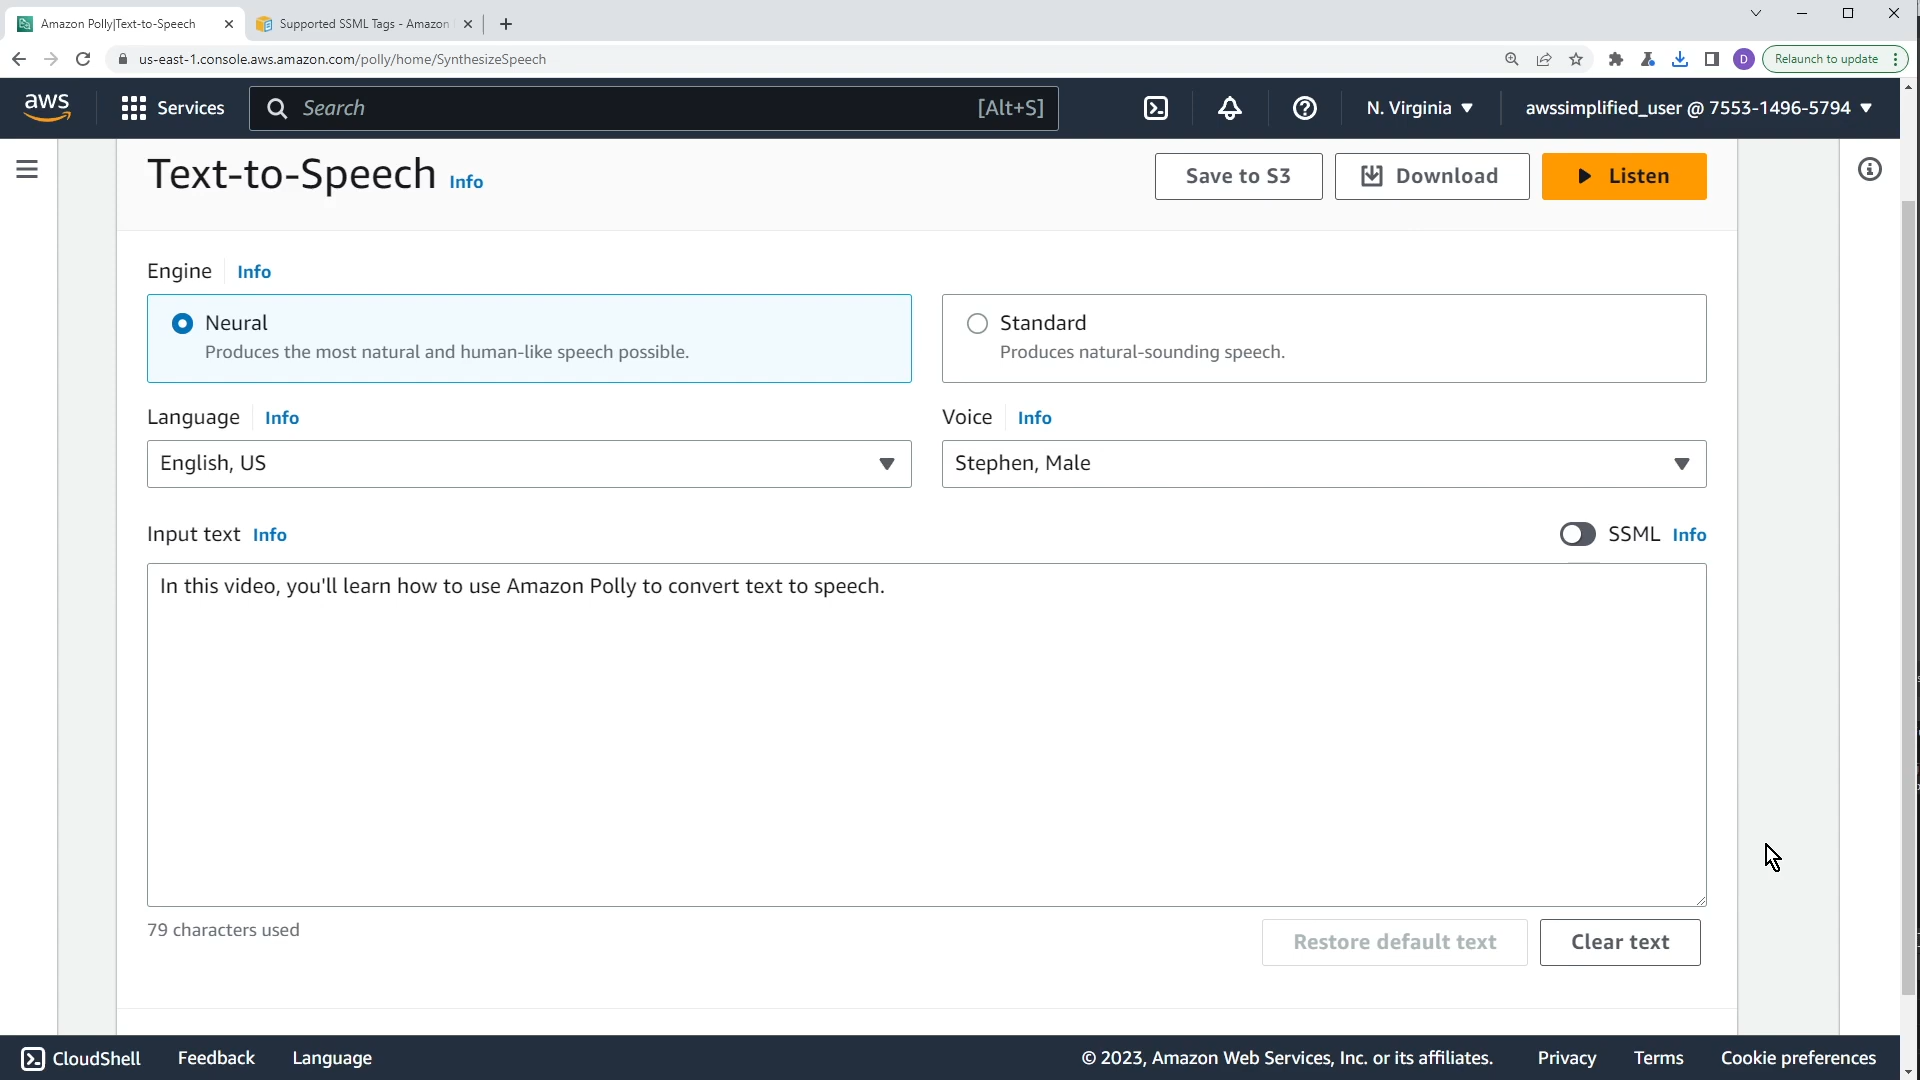 Amazon Polly|Text-to-Speech
Supported SSML Tags - Amazon
us-east-1.console.aws.amazon.com/polly/home/SynthesizeSpeech
D
Relaunch to update
aws
Services
Search
[Alt+S]
N. Virginia
awssimplified_user @ 7553-1496-5794
Text-to-Speech Info
Save to S3
Download
Listen
Engine Info
Neural
Produces the most natural and human-like speech possible.
Standard
Produces natural-sounding speech.
Language Info
Voice Info
English, US
Stephen, Male
Input text Info
SSML Info
In this video, you'll learn how to use Amazon Polly to convert text to speech.
79 characters used
Restore default text
Clear text
CloudShell
Feedback
Language
© 2023, Amazon Web Services, Inc. or its affiliates.
Privacy
Terms
Cookie preferences